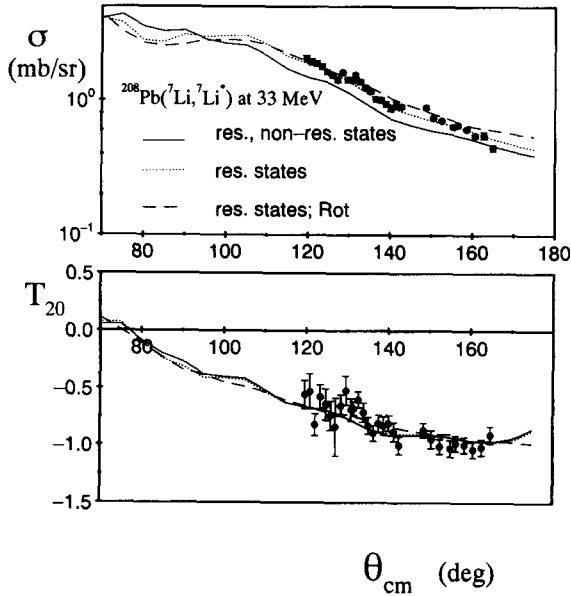 σ
(mb/sr)
10⁰
10⁻¹
²⁰⁸Pb(⁷Li,⁷Li*) at 33 MeV
res., non–res. states
res. states
res. states; Rot
80 100 120 140 160 180
T₂₀
0.5
0.0
−0.5
−1.0
−1.5
80 100 120 140 160
θcm (deg)